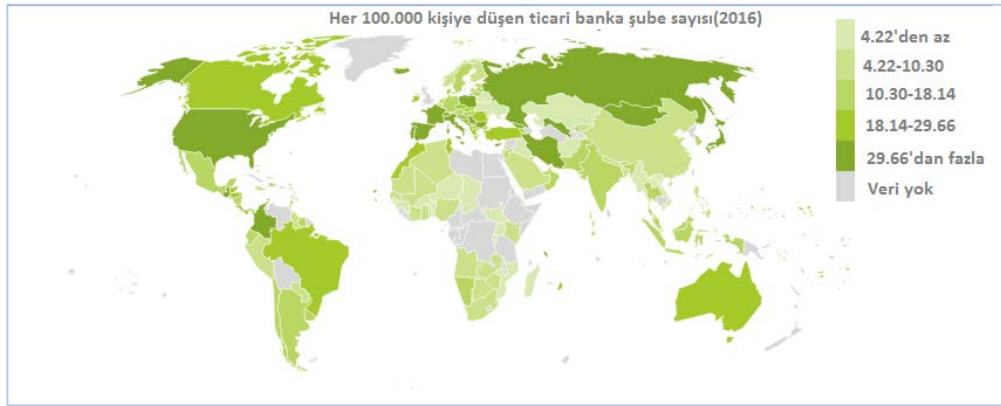 Her 100.000 kişiye düşen ticari banka şube sayısı(2016)
4.22'den az
4.22-10.30
10.30-18.14
18.14-29.66
29.66'dan fazla
Veri yok